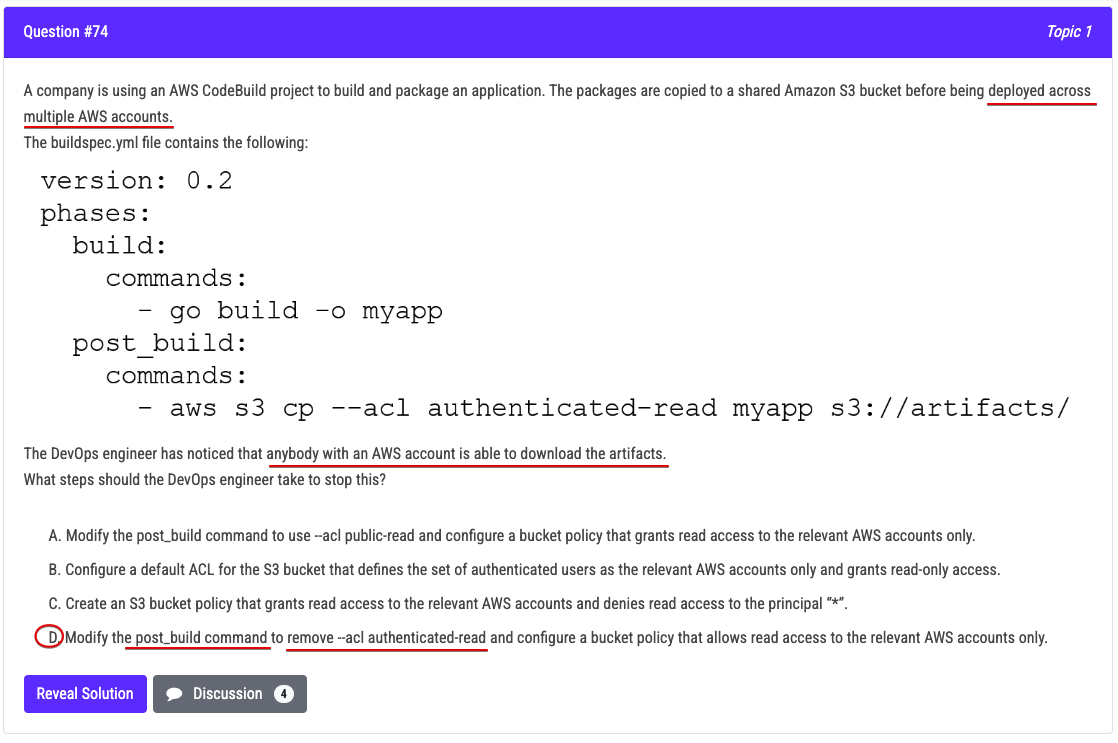 Question #74
Topic 1
A company is using an AWS CodeBuild project to build and package an application. The packages are copied to a shared Amazon S3 bucket before being deployed across
multiple AWS accounts.
The buildspec.yml file contains the following:
version: 0.2
phases:
build:
commands:
- go build -o myapp
post_build:
commands:
- aws s3 cp --acl authenticated-read myapp s3://artifacts/
The DevOps engineer has noticed that anybody with an AWS account is able to download the artifacts.
What steps should the DevOps engineer take to stop this?
A. Modify the post_build command to use --acl public-read and configure a bucket policy that grants read access to the relevant AWS accounts only.
B. Configure a default ACL for the S3 bucket that defines the set of authenticated users as the relevant AWS accounts only and grants read-only access.
C. Create an S3 bucket policy that grants read access to the relevant AWS accounts and denies read access to the principal “*”.
D. Modify the post_build command to remove --acl authenticated-read and configure a bucket policy that allows read access to the relevant AWS accounts only.
Reveal Solution
Discussion 4